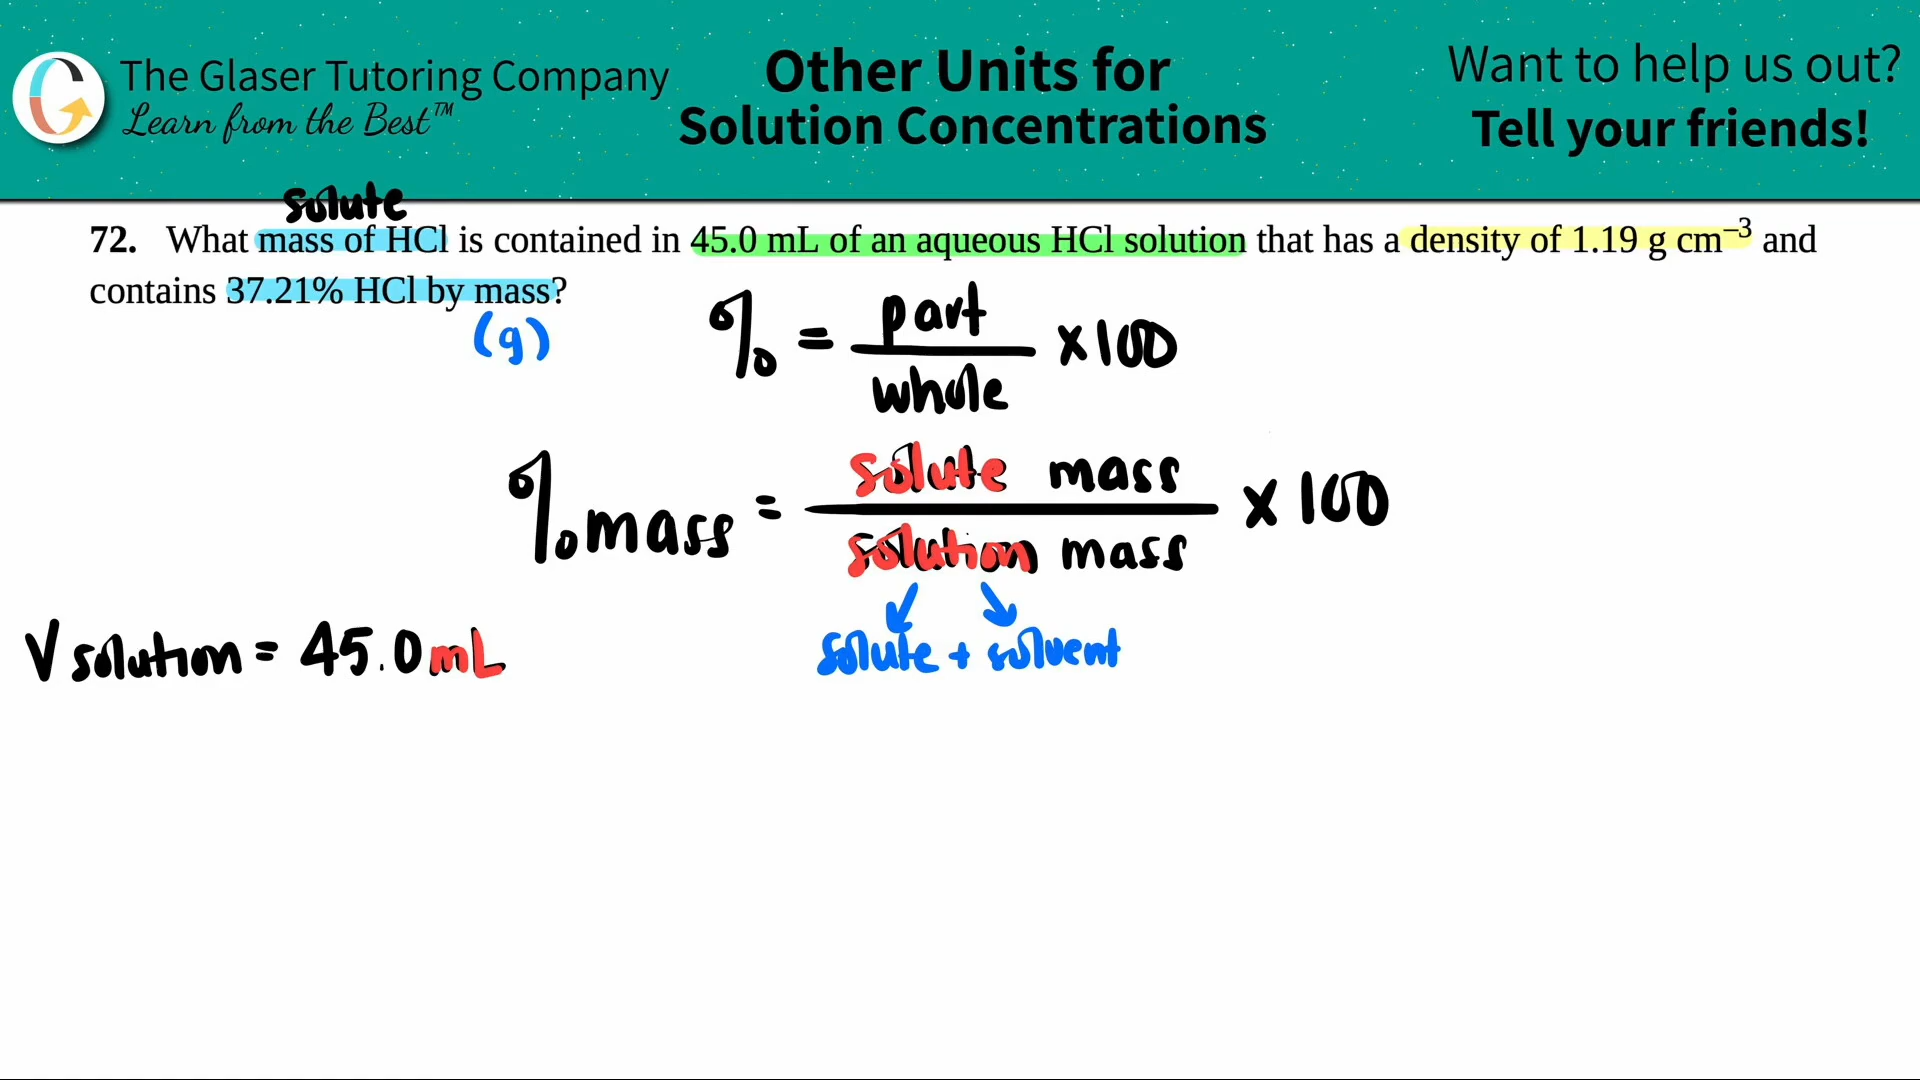 The Glaser Tutoring Company
Learn from the Best™
Other Units for
Solution Concentrations
Want to help us out?
Tell your friends!
solute
72. What mass of HCl is contained in 45.0 mL of an aqueous HCl solution that has a density of 1.19 g cm⁻³ and
contains 37.21% HCl by mass?
(g)
% = part / whole × 100
% mass = solute mass / solution mass × 100
solute + solvent
V solution = 45.0 mL